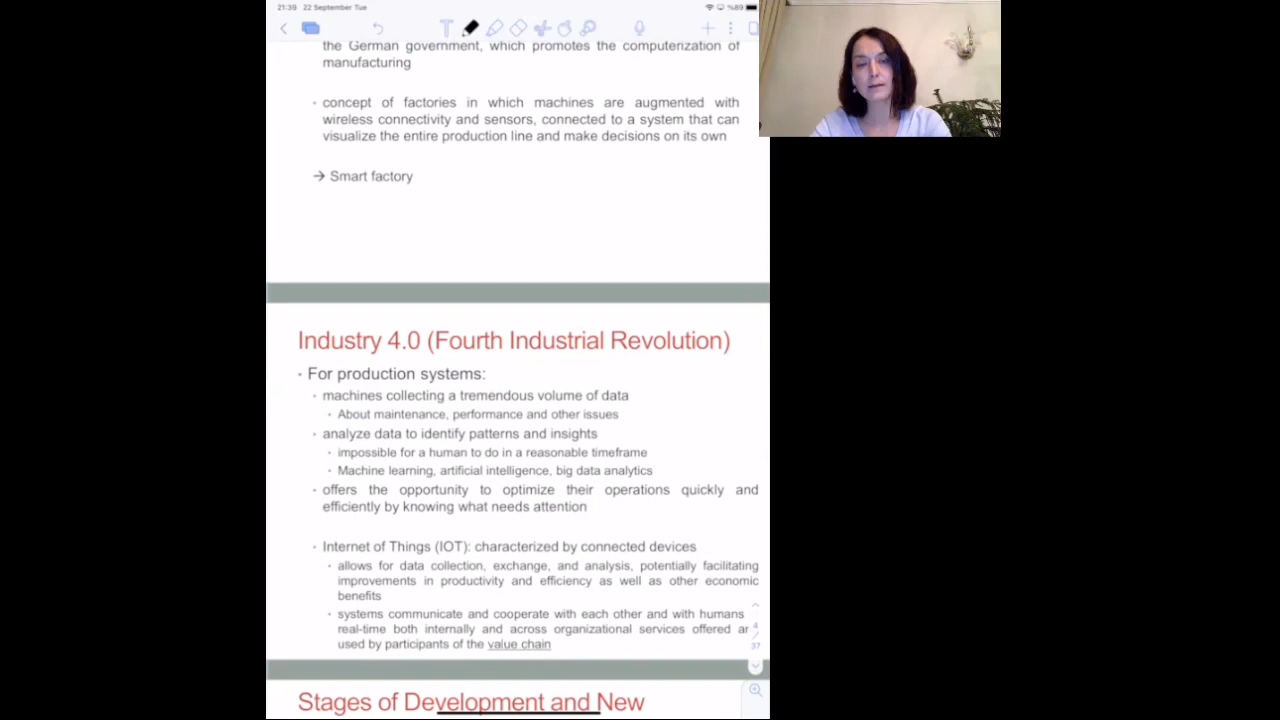 21:39 22 September Tue
%89
T
the German government, which promotes the computerization of
manufacturing
• concept of factories in which machines are augmented with
wireless connectivity and sensors, connected to a system that can
visualize the entire production line and make decisions on its own
→ Smart factory
Industry 4.0 (Fourth Industrial Revolution)
• For production systems:
• machines collecting a tremendous volume of data
• About maintenance, performance and other issues
• analyze data to identify patterns and insights
• impossible for a human to do in a reasonable timeframe
• Machine learning, artificial intelligence, big data analytics
• offers the opportunity to optimize their operations quickly and
efficiently by knowing what needs attention
• Internet of Things (IOT): characterized by connected devices
• allows for data collection, exchange, and analysis, potentially facilitating
improvements in productivity and efficiency as well as other economic
benefits
• systems communicate and cooperate with each other and with humans
real-time both internally and across organizational services offered
used by participants of the value chain
4
/
37
Stages of Development and New